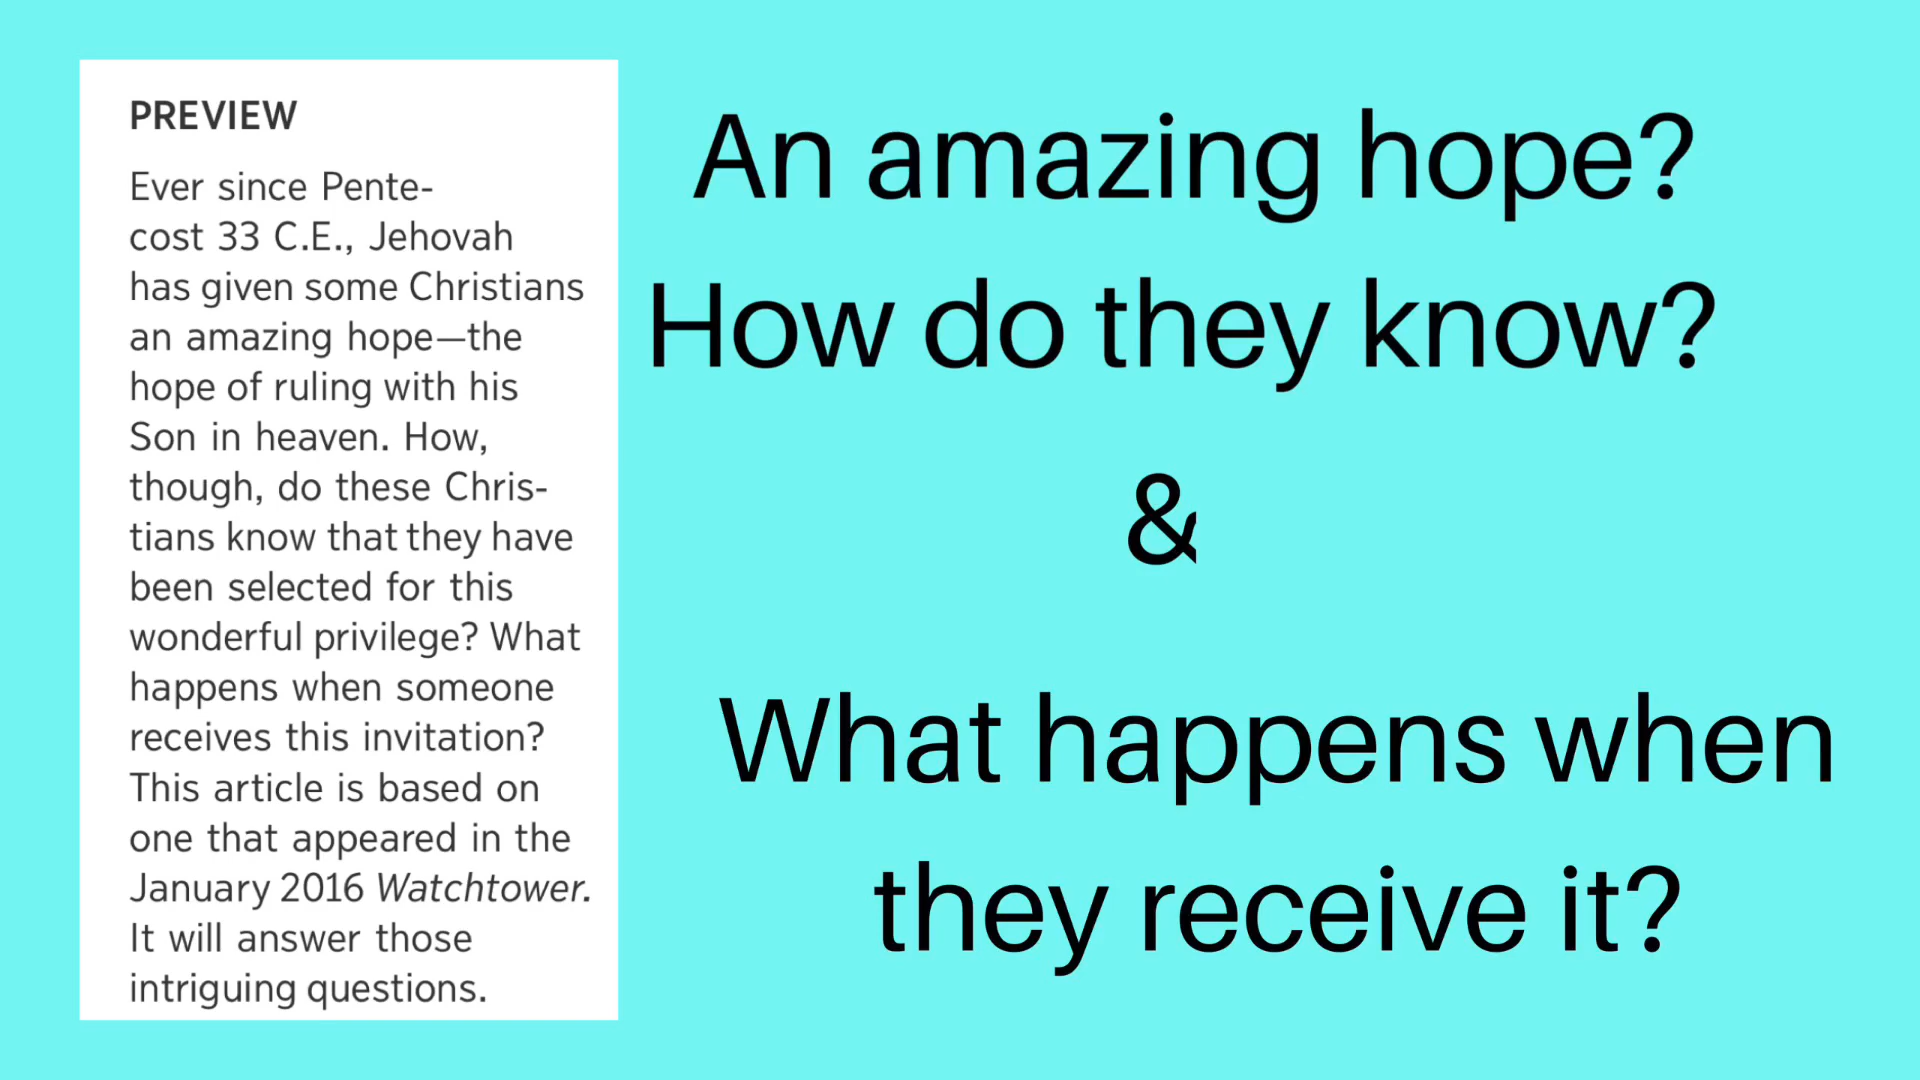 PREVIEW
Ever since Pente-
cost 33 C.E., Jehovah
has given some Christians
an amazing hope—the
hope of ruling with his
Son in heaven. How,
though, do these Chris-
tians know that they have
been selected for this
wonderful privilege? What
happens when someone
receives this invitation?
This article is based on
one that appeared in the
January 2016 Watchtower.
It will answer those
intriguing questions.
An amazing hope?
How do they know?
&
What happens when
they receive it?